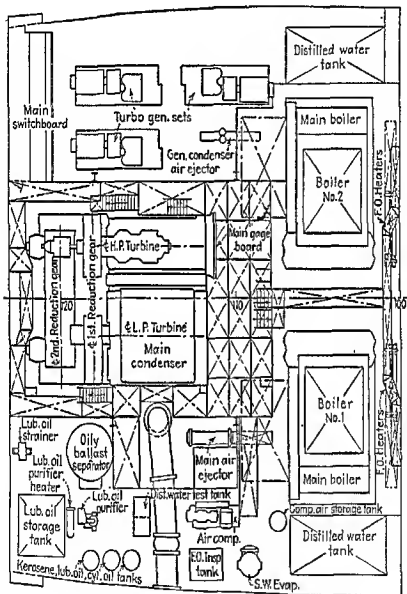 Distilled water
tank
Main
switchboard
Turbo gen. sets
Main boiler
Gen. condenser
air ejector
Boiler
No.2
F.O. Heaters
℄ 2nd. Reduction gear
℄ 1st. Reduction gear
℄ H.P. Turbine
Main gage
board
120
110
100
℄ L.P. Turbine
Main
condenser
Boiler
No.1
F.O. Heaters
Lub. oil
strainer
Oily
ballast
separator
Lub. oil
purifier
heater
Lub. oil
purifier
Main air
ejector
Main boiler
Dist. water test tank
Comp. air storage tank
Lub. oil
storage
tank
Air comp.
Distilled water
tank
F.O. Insp.
tank
Kerosene, lub. oil, cyl. oil tanks
S.W. Evap.